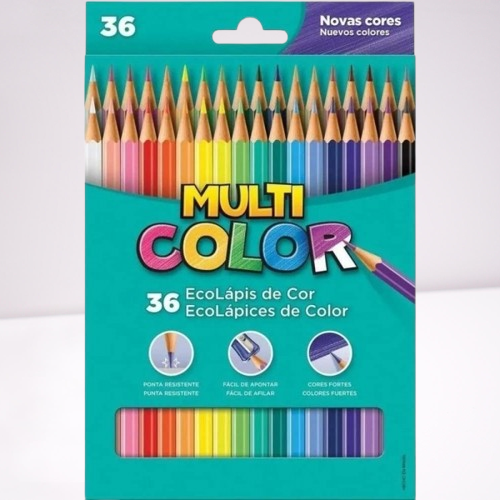 36
Novas cores
Nuevos colores
MULTI
COLOR
36 EcoLápis de Cor
EcoLápices de Color
PONTA RESISTENTE
PUNTA RESISTENTE
FÁCIL DE APONTAR
FÁCIL DE AFILAR
CORES FORTES
COLORES FUERTES